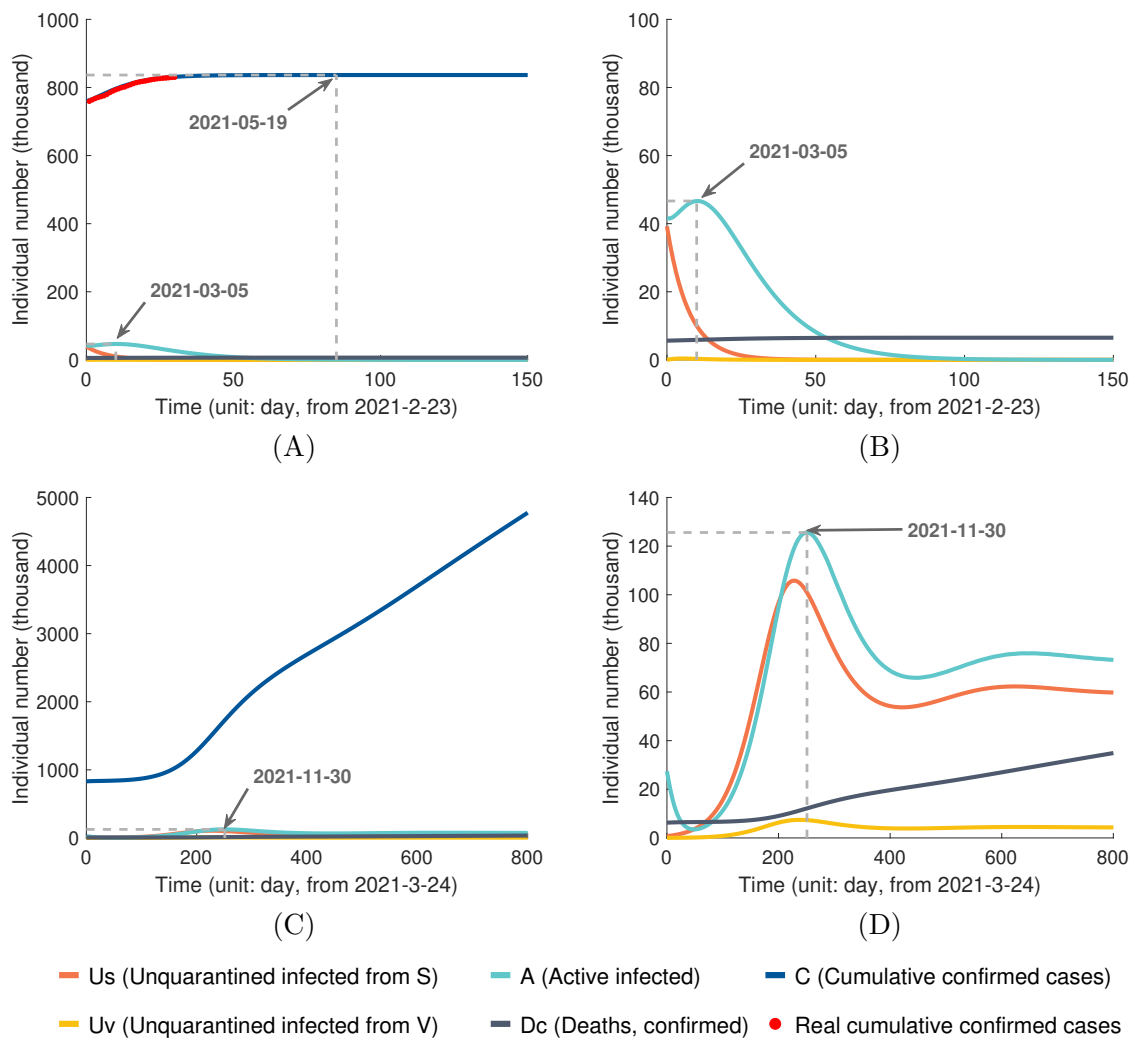 Individual number (thousand)
1000
800
600
400
200
0
2021-05-19
2021-03-05
0 50 100 150
Time (unit: day, from 2021-2-23)
(A)
Individual number (thousand)
100
80
60
40
20
0
2021-03-05
0 50 100 150
Time (unit: day, from 2021-2-23)
(B)
Individual number (thousand)
5000
4000
3000
2000
1000
0
2021-11-30
0 200 400 600 800
Time (unit: day, from 2021-3-24)
(C)
Individual number (thousand)
140
120
100
80
60
40
20
0
2021-11-30
0 200 400 600 800
Time (unit: day, from 2021-3-24)
(D)
Us (Unquarantined infected from S)
A (Active infected)
C (Cumulative confirmed cases)
Uv (Unquarantined infected from V)
Dc (Deaths, confirmed)
Real cumulative confirmed cases